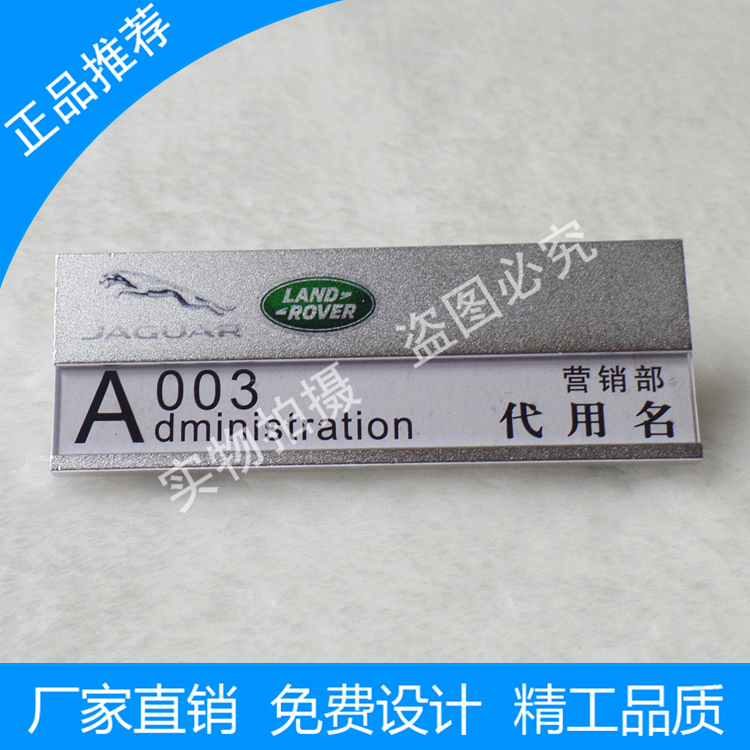 正品推荐
JAGUAR
LAND-
-ROVER
A003
dministration
营销部
代用名
实物拍摄 盗图必究
厂家直销 免费设计 精工品质